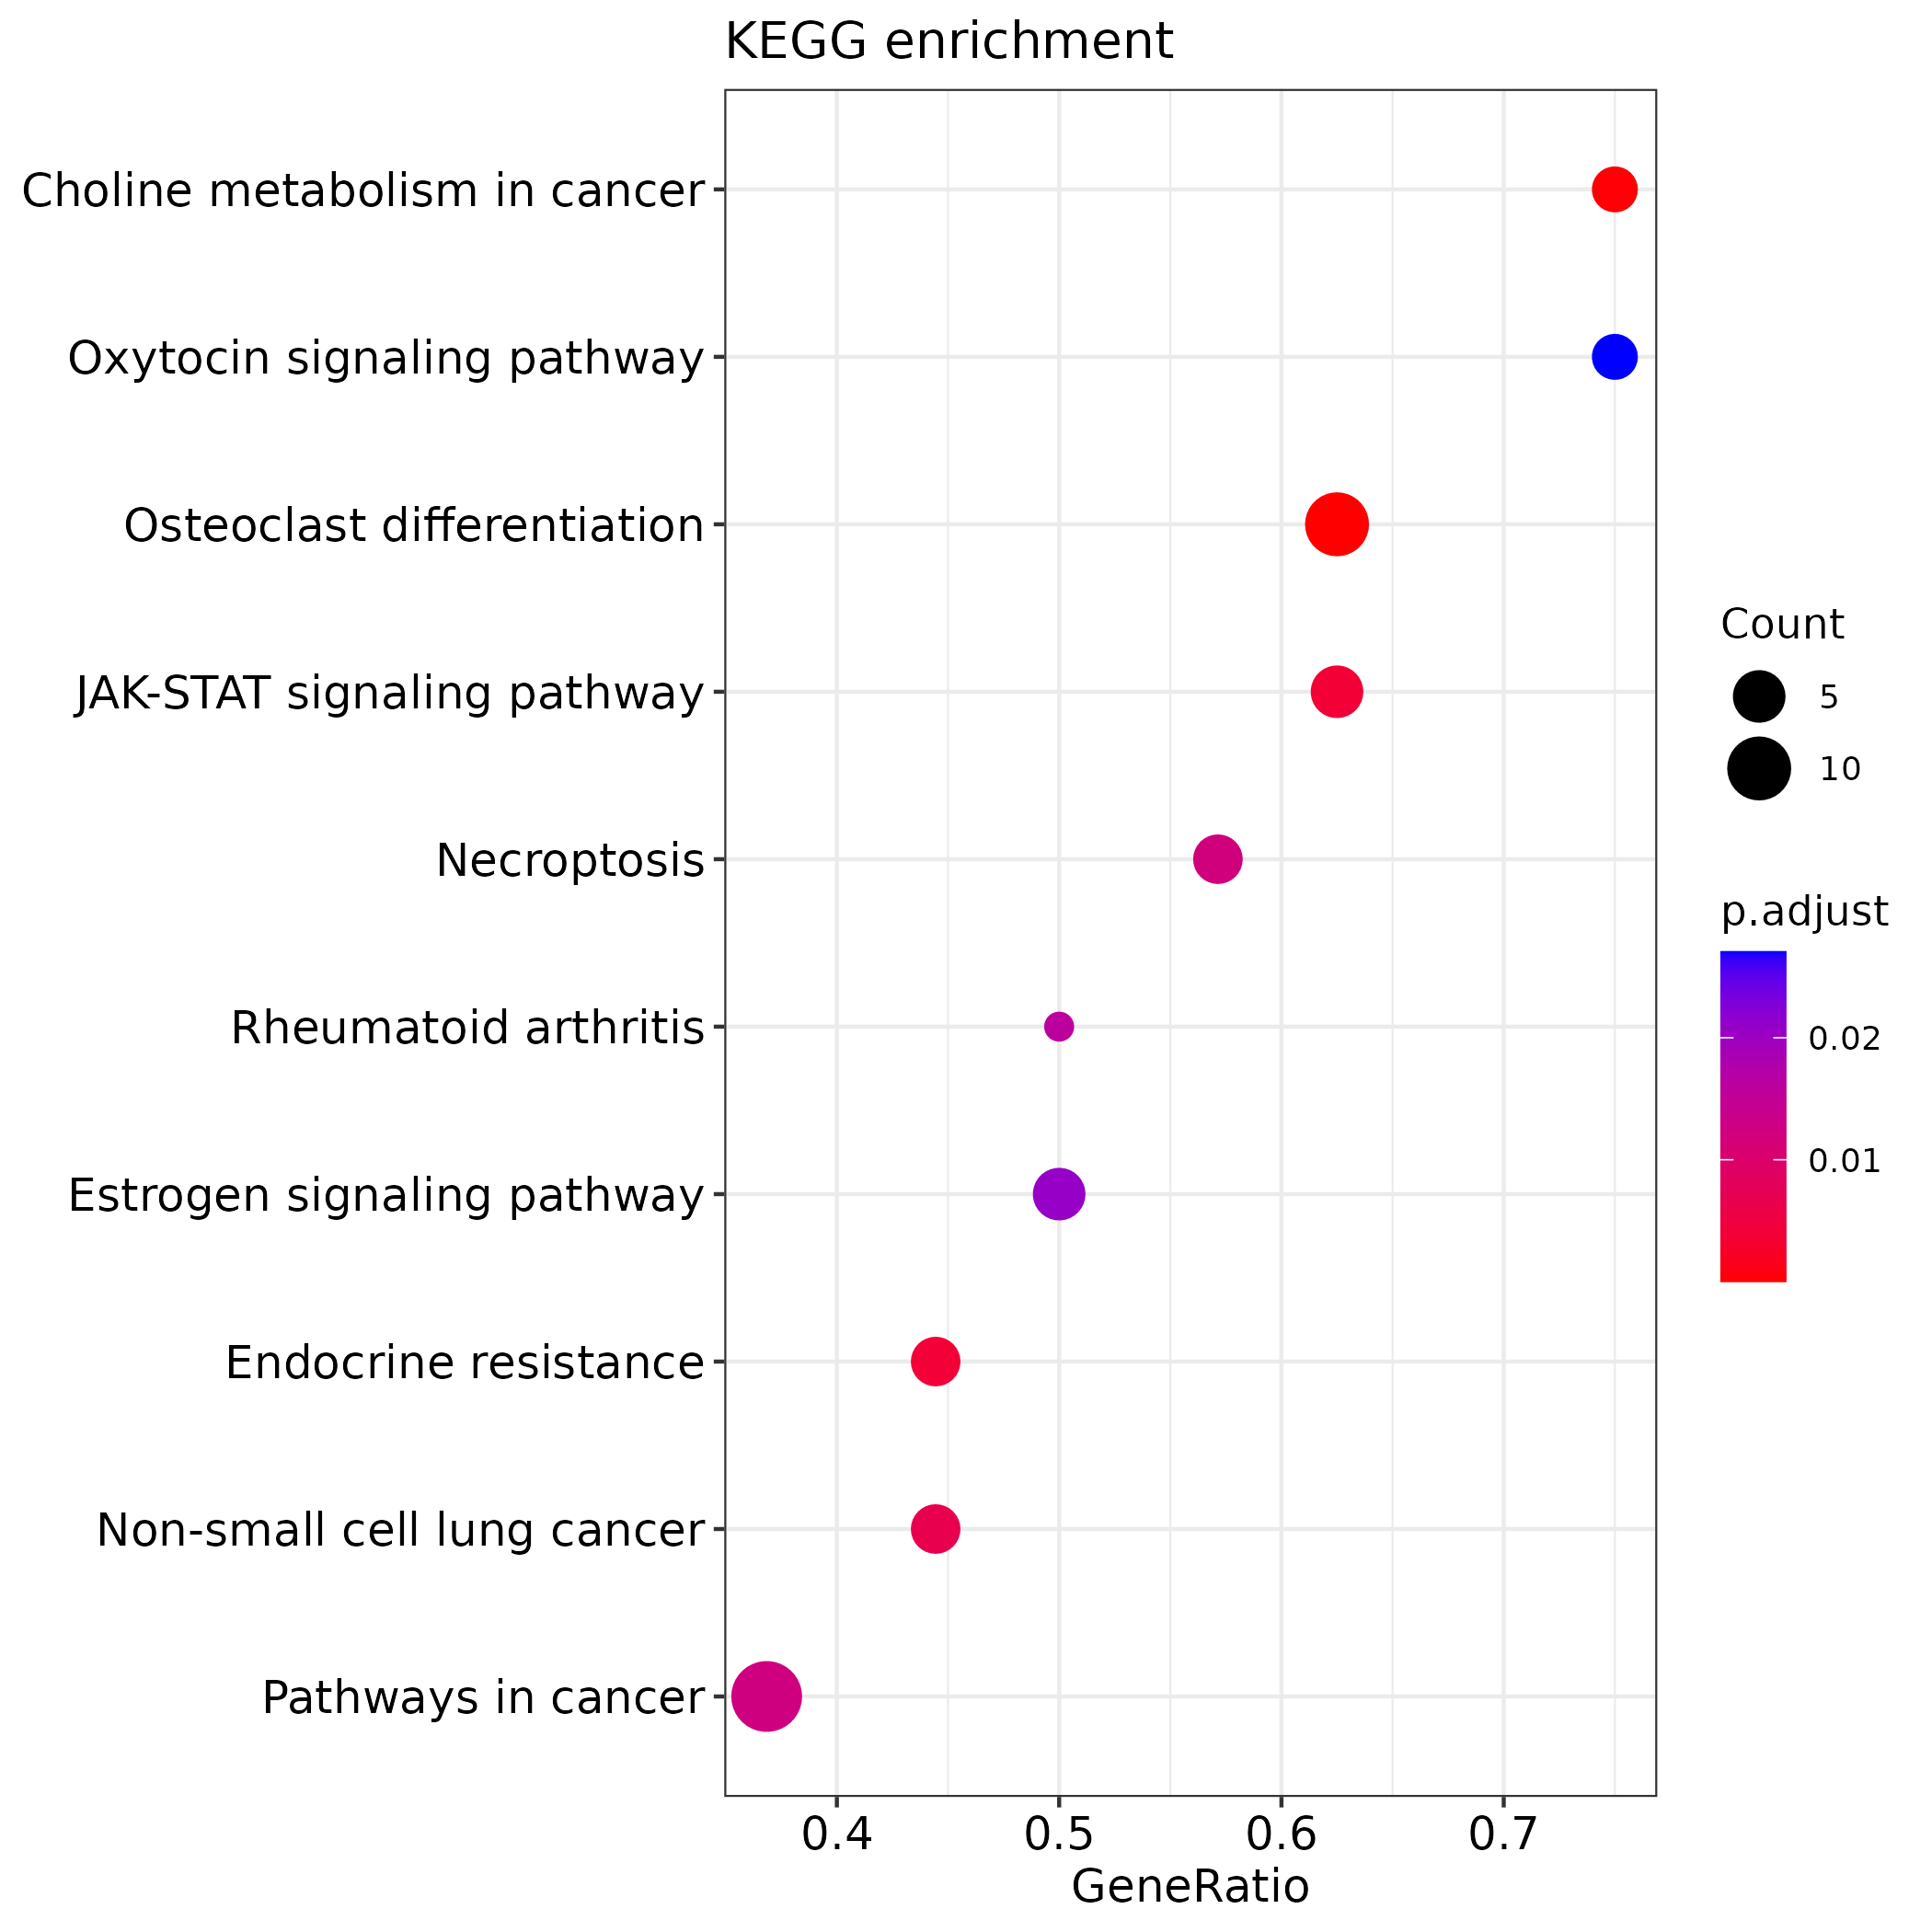 KEGG enrichment
Choline metabolism in cancer
Oxytocin signaling pathway
Osteoclast differentiation
JAK-STAT signaling pathway
Necroptosis
Rheumatoid arthritis
Estrogen signaling pathway
Endocrine resistance
Non-small cell lung cancer
Pathways in cancer
0.4 0.5 0.6 0.7
GeneRatio
Count
5
10
p.adjust
0.02
0.01